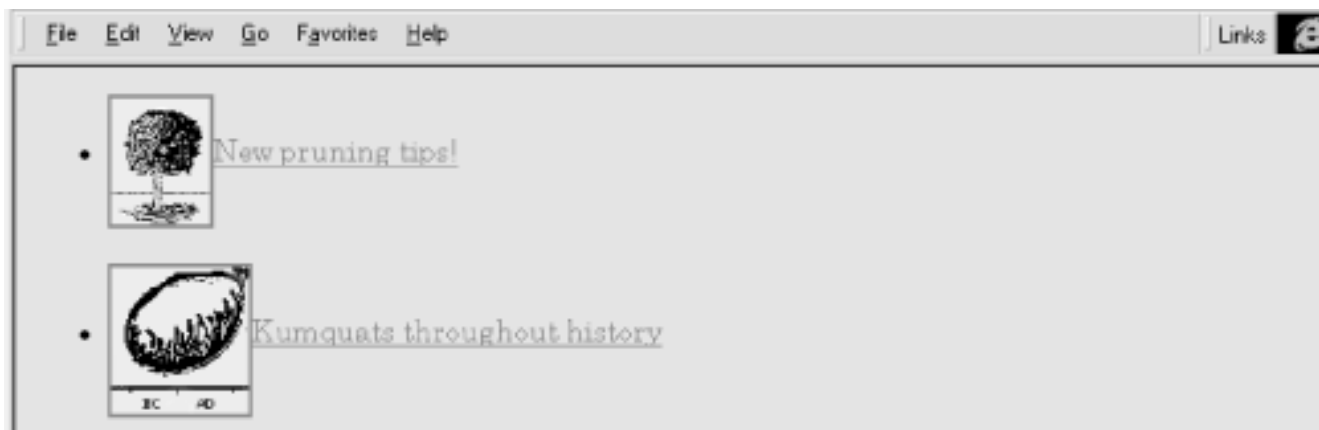 File Edit View Go Favorites Help Links
New pruning tips!
Kumquats throughout history
BC AD